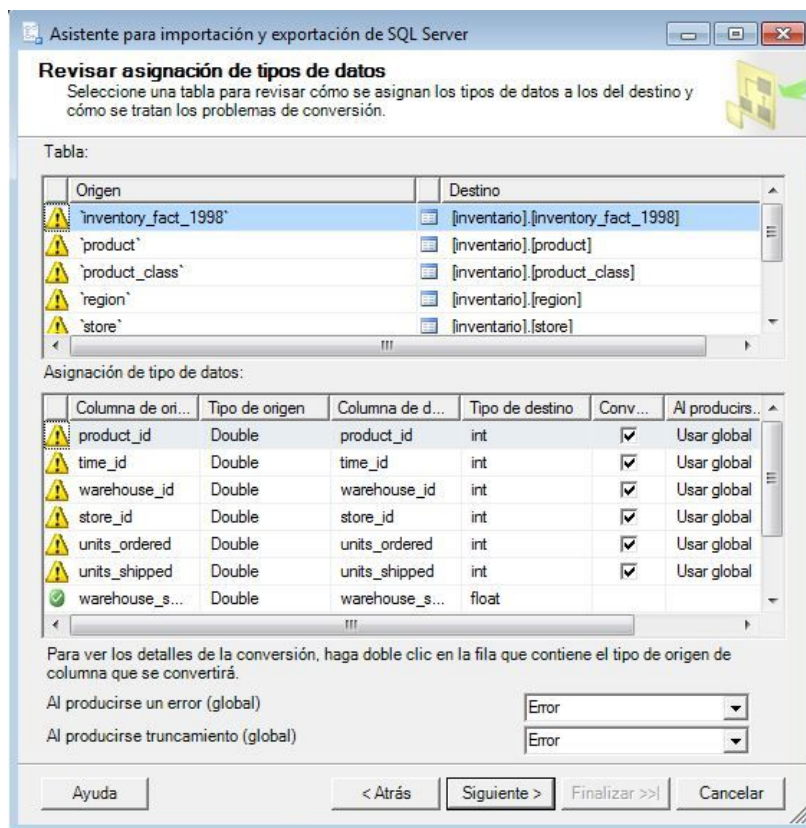 Asistente para importación y exportación de SQL Server
Revisar asignación de tipos de datos
Seleccione una tabla para revisar cómo se asignan los tipos de datos a los del destino y
cómo se tratan los problemas de conversión.
Tabla:
Origen Destino
`inventory_fact_1998` [inventario].[inventory_fact_1998]
`product` [inventario].[product]
`product_class` [inventario].[product_class]
`region` [inventario].[region]
`store` [inventario].[store]
Asignación de tipo de datos:
Columna de ori... Tipo de origen Columna de d... Tipo de destino Conv... Al producirs...
product_id Double product_id int Usar global
time_id Double time_id int Usar global
warehouse_id Double warehouse_id int Usar global
store_id Double store_id int Usar global
units_ordered Double units_ordered int Usar global
units_shipped Double units_shipped int Usar global
warehouse_s... Double warehouse_s... float
Para ver los detalles de la conversión, haga doble clic en la fila que contiene el tipo de origen de
columna que se convertirá.
Al producirse un error (global) Error
Al producirse truncamiento (global) Error
Ayuda < Atrás Siguiente > Finalizar >>| Cancelar